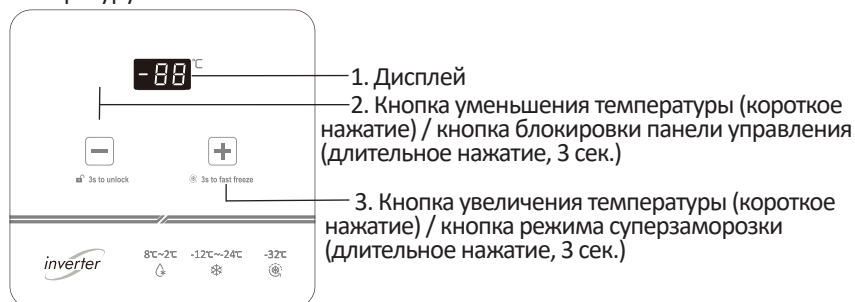 -88 °C
1. Дисплей
2. Кнопка уменьшения температуры (короткое
нажатие) / кнопка блокировки панели управления
(длительное нажатие, 3 сек.)
3s to unlock
3s to fast freeze
3. Кнопка увеличения температуры (короткое
нажатие) / кнопка режима суперзаморозки
(длительное нажатие, 3 сек.)
inverter
8℃~2℃ -12℃~-24℃ -32℃